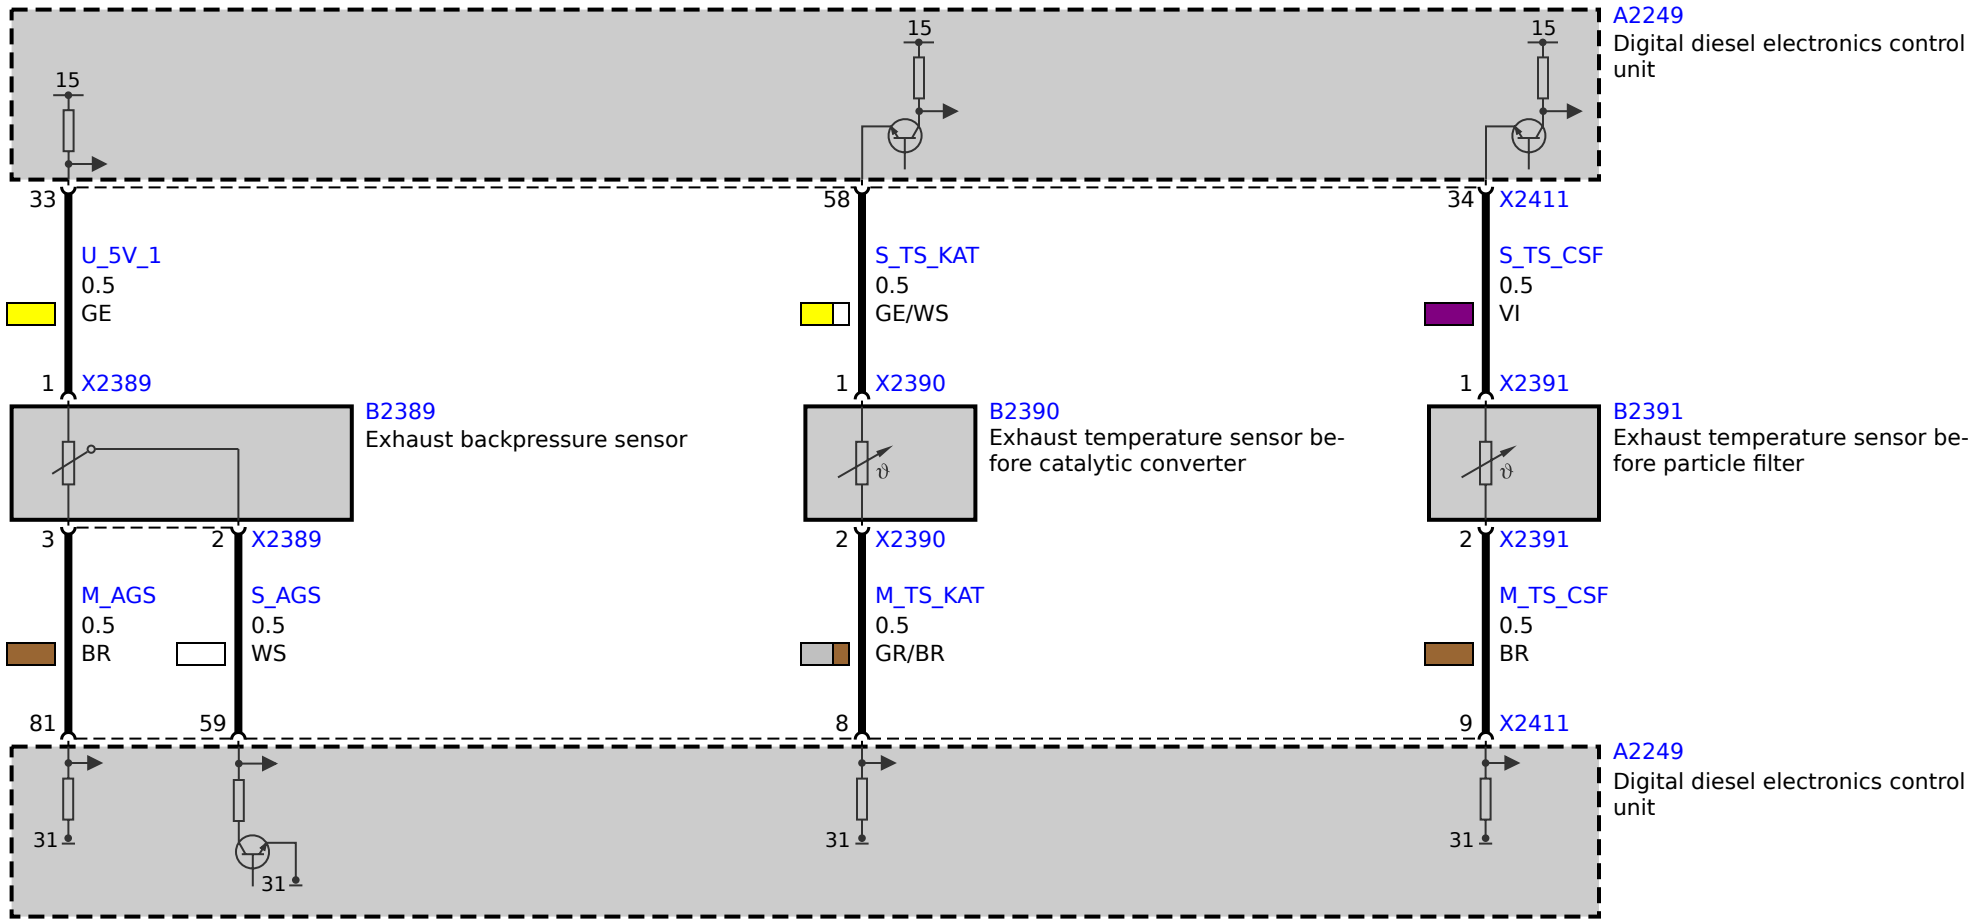 15
15
15
A2249
Digital diesel electronics control
unit
33
58
34
X2411
U_5V_1
0.5
GE
S_TS_KAT
0.5
GE/WS
S_TS_CSF
0.5
VI
1
X2389
1
X2390
1
X2391
B2389
Exhaust backpressure sensor
B2390
Exhaust temperature sensor be-
fore catalytic converter
B2391
Exhaust temperature sensor be-
fore particle filter
ϑ
ϑ
3
2
X2389
2
X2390
2
X2391
M_AGS
0.5
BR
S_AGS
0.5
WS
M_TS_KAT
0.5
GR/BR
M_TS_CSF
0.5
BR
81
59
8
9
X2411
A2249
Digital diesel electronics control
unit
31
31
31
31